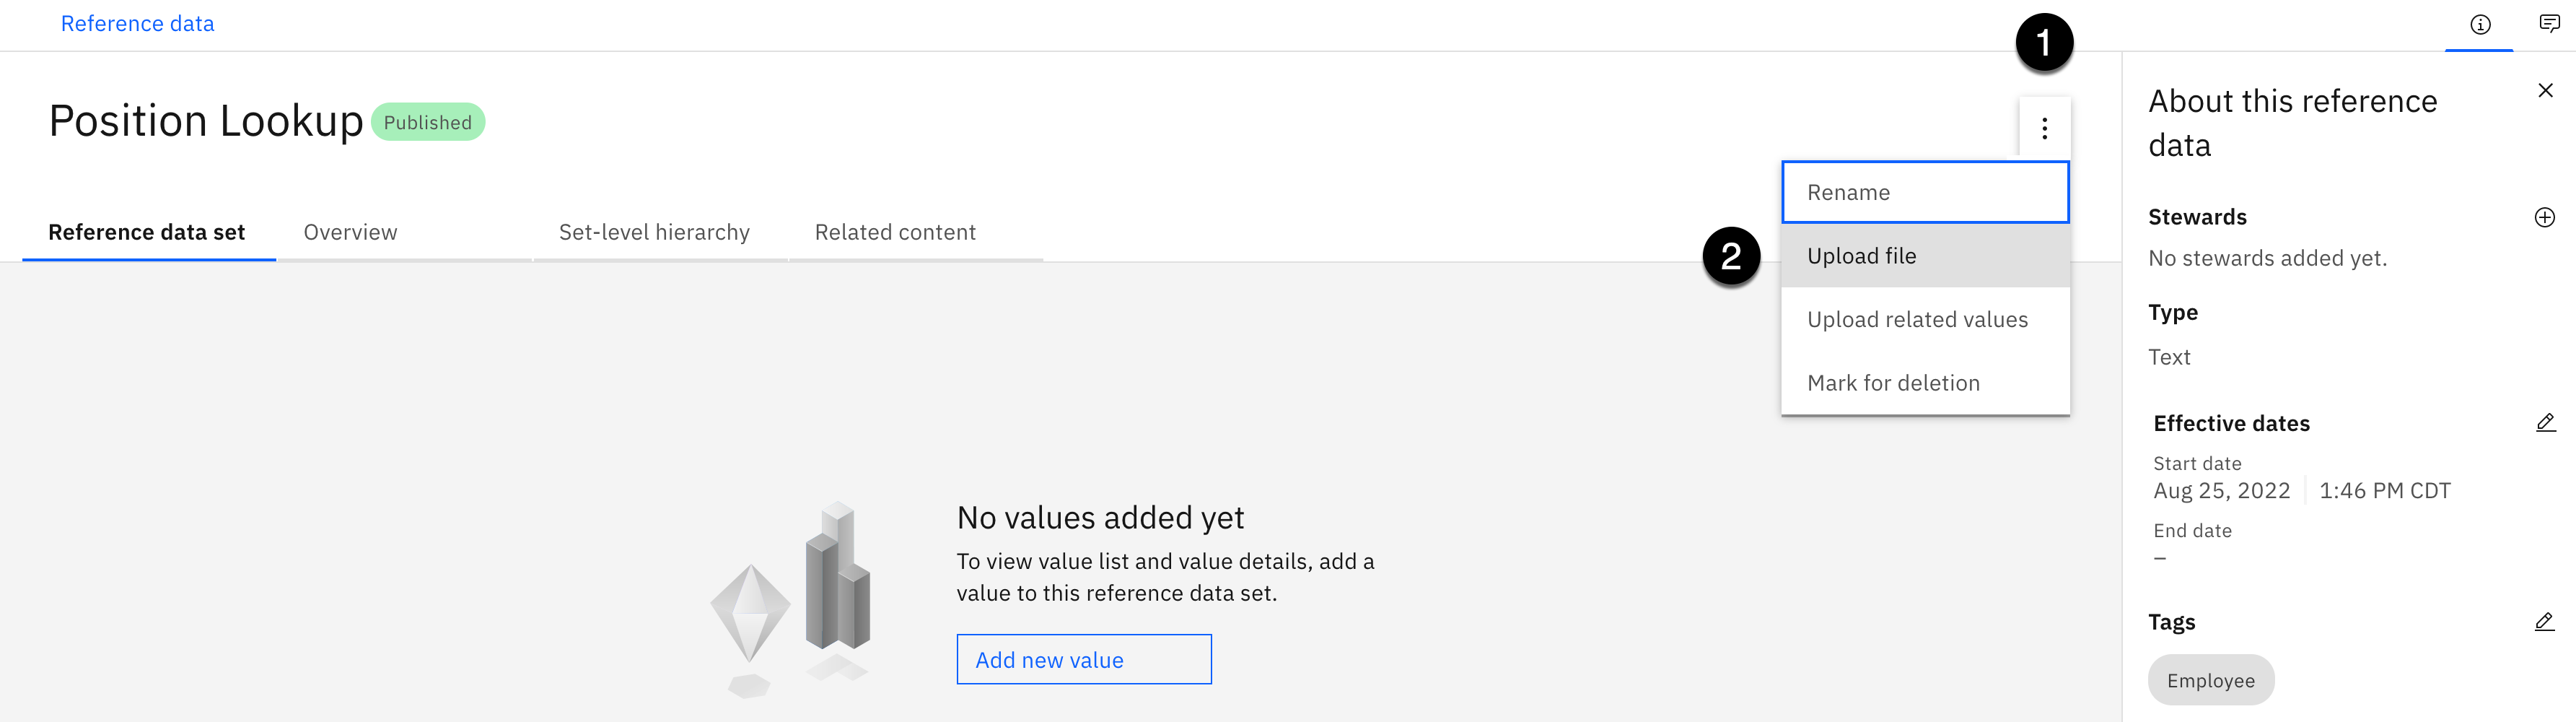 Reference data
1
Position Lookup
Published
Rename
2
Upload file
Upload related values
Mark for deletion
Reference data set
Overview
Set-level hierarchy
Related content
No values added yet
To view value list and value details, add a
value to this reference data set.
Add new value
About this reference
data
Stewards
No stewards added yet.
Type
Text
Effective dates
Start date
Aug 25, 2022 1:46 PM CDT
End date
–
Tags
Employee